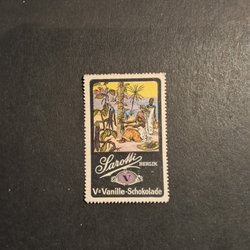 Sarotti
BERLIN
V
V= Vanille-Schokolade